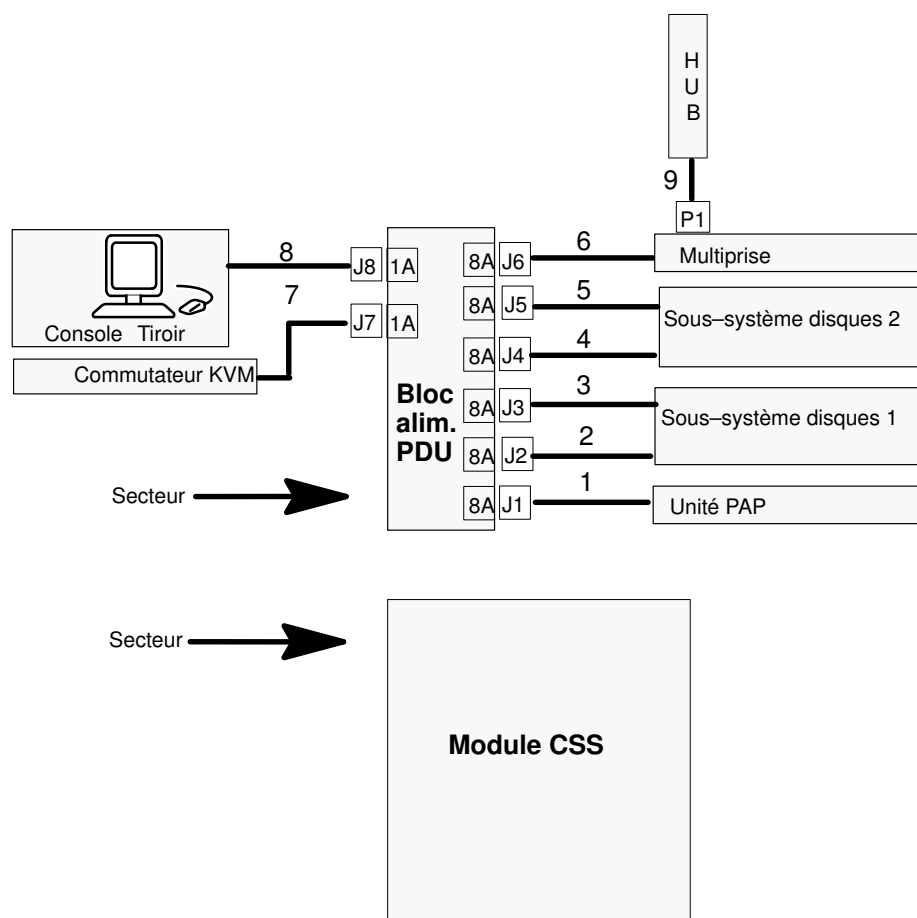 H
U
B
9
P1
8
J8 1A
8A J6
6
Multiprise
7
J7 1A
8A J5
5
Sous–système disques 2
Console Tiroir
8A J4
4
Commutateur KVM
Bloc
alim.
PDU
8A J3
3
Sous–système disques 1
8A J2
2
Secteur
8A J1
1
Unité PAP
Secteur
Module CSS